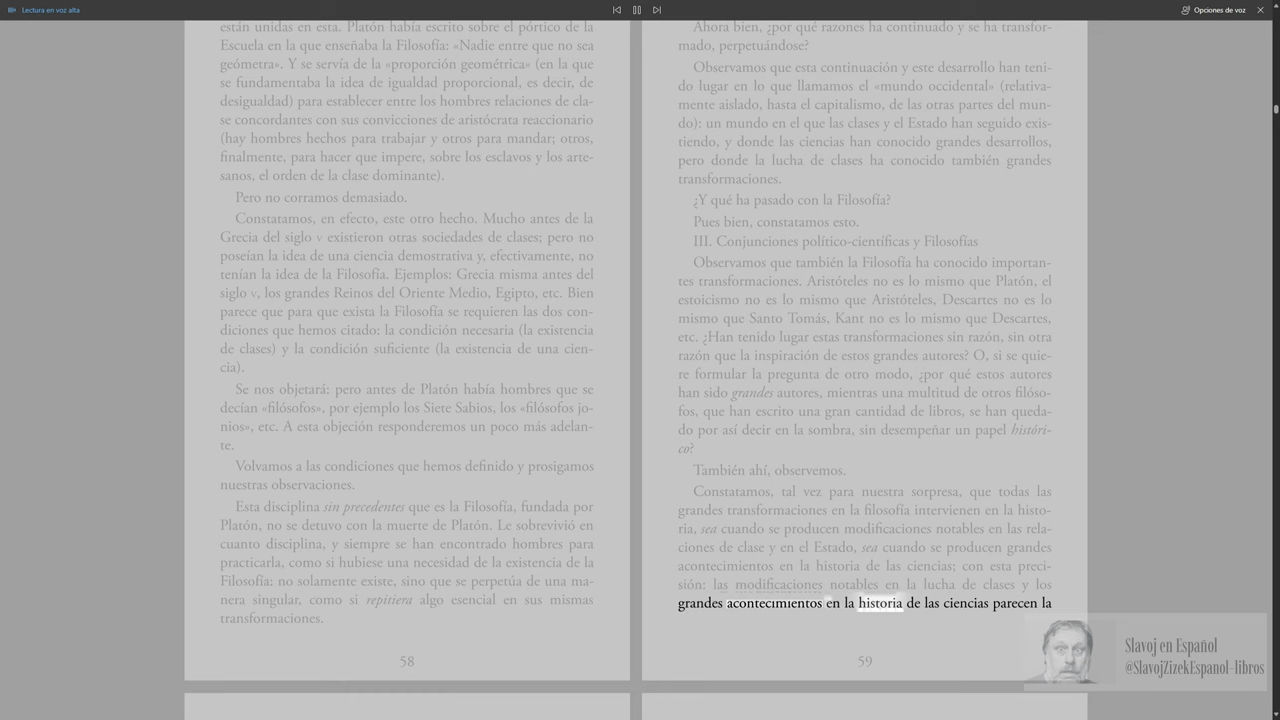 Lectura en voz alta
Opciones de voz
están unidas en esta. Platón había escrito sobre el pórtico de la
Escuela en la que enseñaba la Filosofía: «Nadie entre que no sea
geómetra». Y se servía de la «proporción geométrica» (en la que
se fundamentaba la idea de igualdad proporcional, es decir, de
desigualdad) para establecer entre los hombres relaciones de cla-
se concordantes con sus convicciones de aristócrata reaccionario
(hay hombres hechos para trabajar y otros para mandar; otros,
finalmente, para hacer que impere, sobre los esclavos y los arte-
sanos, el orden de la clase dominante).
Pero no corramos demasiado.
Constatamos, en efecto, este otro hecho. Mucho antes de la
Grecia del siglo v existieron otras sociedades de clases; pero no
poseían la idea de una ciencia demostrativa y, efectivamente, no
tenían la idea de la Filosofía. Ejemplos: Grecia misma antes del
siglo v, los grandes Reinos del Oriente Medio, Egipto, etc. Bien
parece que para que exista la Filosofía se requieren las dos con-
diciones que hemos citado: la condición necesaria (la existencia
de clases) y la condición suficiente (la existencia de una cien-
cia).
Se nos objetará: pero antes de Platón había hombres que se
decían «filósofos», por ejemplo los Siete Sabios, los «filósofos jo-
nios», etc. A esta objeción responderemos un poco más adelan-
te.
Volvamos a las condiciones que hemos definido y prosigamos
nuestras observaciones.
Esta disciplina sin precedentes que es la Filosofía, fundada por
Platón, no se detuvo con la muerte de Platón. Le sobrevivió en
cuanto disciplina, y siempre se han encontrado hombres para
practicarla, como si hubiese una necesidad de la existencia de la
Filosofía: no solamente existe, sino que se perpetúa de una ma-
nera singular, como si repitiera algo esencial en sus mismas
transformaciones.
58
Ahora bien, ¿por qué razones ha continuado y se ha transfor-
mado, perpetuándose?
Observamos que esta continuación y este desarrollo han teni-
do lugar en lo que llamamos el «mundo occidental» (relativa-
mente aislado, hasta el capitalismo, de las otras partes del mun-
do): un mundo en el que las clases y el Estado han seguido exis-
tiendo, y donde las ciencias han conocido grandes desarrollos,
pero donde la lucha de clases ha conocido también grandes
transformaciones.
¿Y qué ha pasado con la Filosofía?
Pues bien, constatamos esto.
III. Conjunciones político-científicas y Filosofías
Observamos que también la Filosofía ha conocido importan-
tes transformaciones. Aristóteles no es lo mismo que Platón, el
estoicismo no es lo mismo que Aristóteles, Descartes no es lo
mismo que Santo Tomás, Kant no es lo mismo que Descartes,
etc. ¿Han tenido lugar estas transformaciones sin razón, sin otra
razón que la inspiración de estos grandes autores? O, si se quie-
re formular la pregunta de otro modo, ¿por qué estos autores
han sido grandes autores, mientras una multitud de otros filóso-
fos, que han escrito una gran cantidad de libros, se han queda-
do por así decir en la sombra, sin desempeñar un papel históri-
co?
También ahí, observemos.
Constatamos, tal vez para nuestra sorpresa, que todas las
grandes transformaciones en la filosofía intervienen en la histo-
ria, sea cuando se producen modificaciones notables en las rela-
ciones de clase y en el Estado, sea cuando se producen grandes
acontecimientos en la historia de las ciencias; con esta preci-
sión: las modificaciones notables en la lucha de clases y los
grandes acontecimientos en la historia de las ciencias parecen la
59
Slavoj en Español
@SlavojZizekEspanol-libros